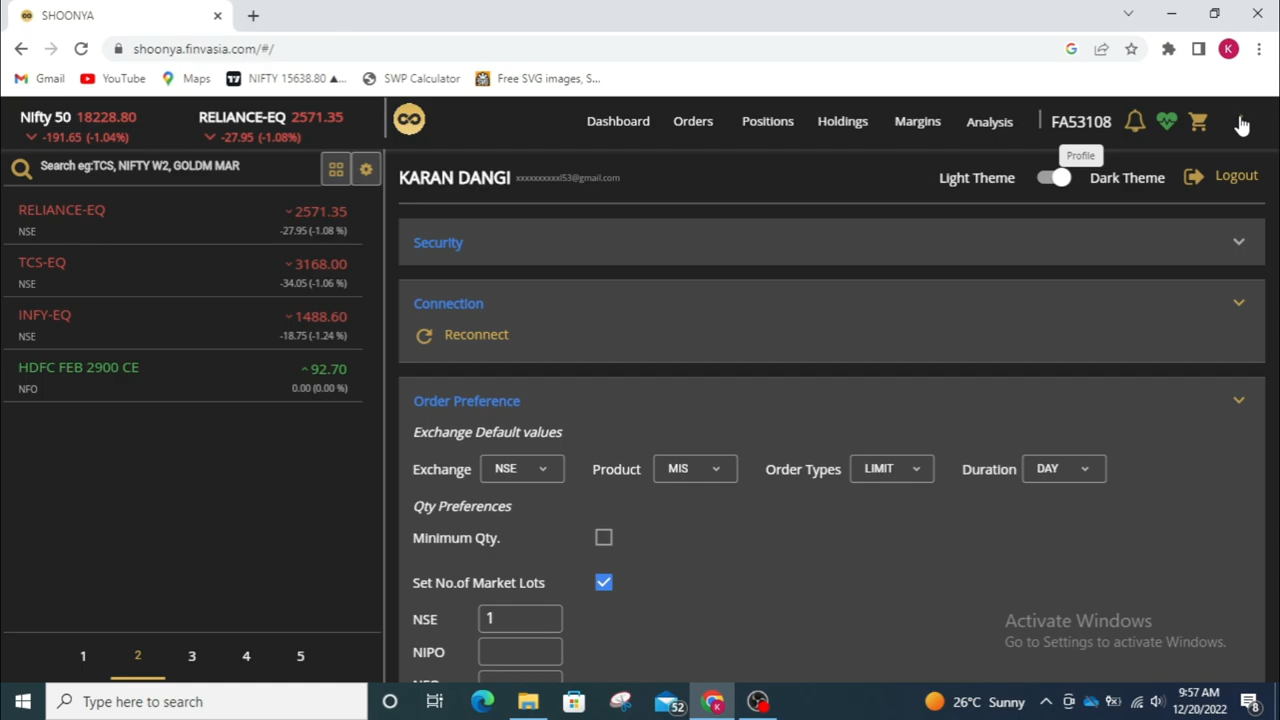 SHOONYA
shoonya.finvasia.com/#/
K
Gmail YouTube Maps NIFTY 15638.80 ▲... SWP Calculator Free SVG images, S...
NIfty 50 18228.80 RELIANCE-EQ 2571.35
-191.65 (-1.04%) -27.95 (-1.08%)
Dashboard Orders Positions Holdings Margins Analysis FA53108
Profile
Search eg:TCS, NIFTY W2, GOLDM MAR
KARAN DANGI xxxxxxxxxl53@gmail.com Light Theme Dark Theme Logout
RELIANCE-EQ 2571.35
NSE -27.95 (-1.08 %)
TCS-EQ 3168.00
NSE -34.05 (-1.06 %)
INFY-EQ 1488.60
NSE -18.75 (-1.24 %)
HDFC FEB 2900 CE 92.70
NFO 0.00 (0.00 %)
1 2 3 4 5
Security
Connection
Reconnect
Order Preference
Exchange Default values
Exchange NSE Product MIS Order Types LIMIT Duration DAY
Qty Preferences
Minimum Qty.
Set No.of Market Lots
NSE 1
NIPO
Activate Windows
Go to Settings to activate Windows.
Type here to search
52
K
26°C Sunny
9:57 AM
12/20/2022
8